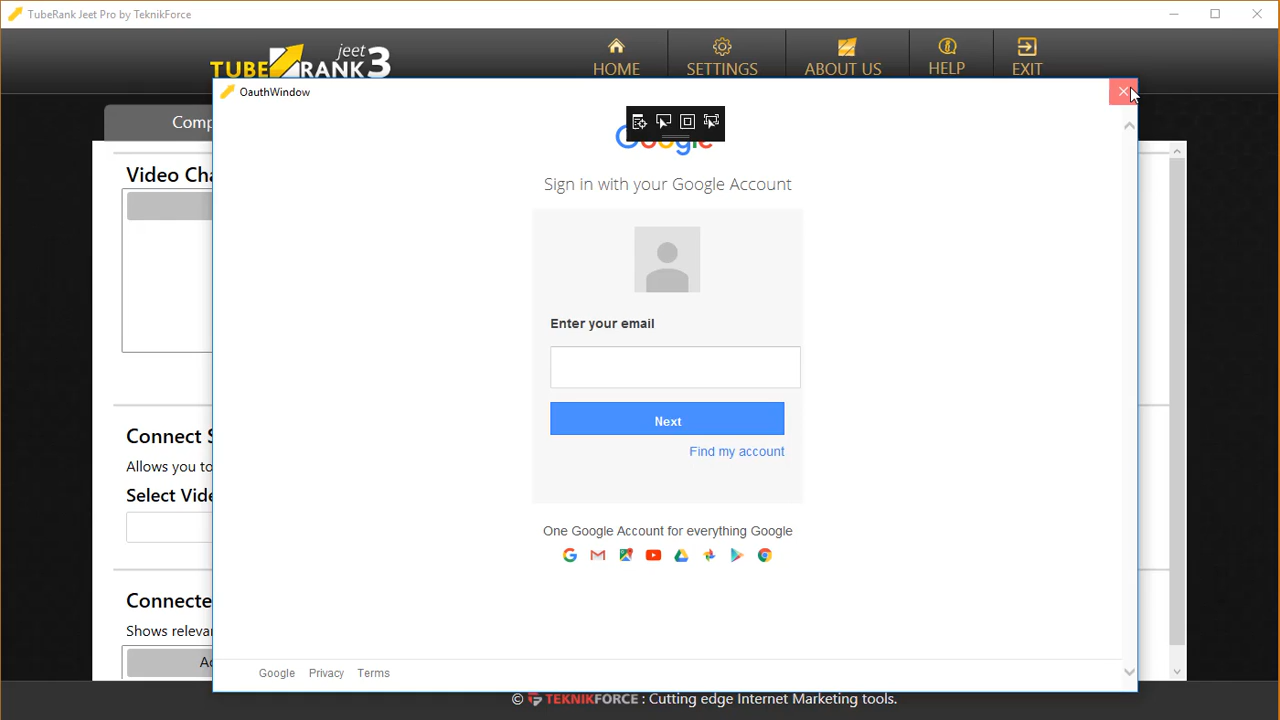 TubeRank Jeet Pro by TeknikForce
TUBE RANK jeet 3
HOME
SETTINGS
ABOUT US
HELP
EXIT
OauthWindow
Comp
Google
Sign in with your Google Account
Video Cha
Enter your email
Next
Find my account
Connect S
Allows you to
Select Vide
One Google Account for everything Google
Connecte
Shows relevan
Ac
Google Privacy Terms
© TEKNIKFORCE : Cutting edge Internet Marketing tools.